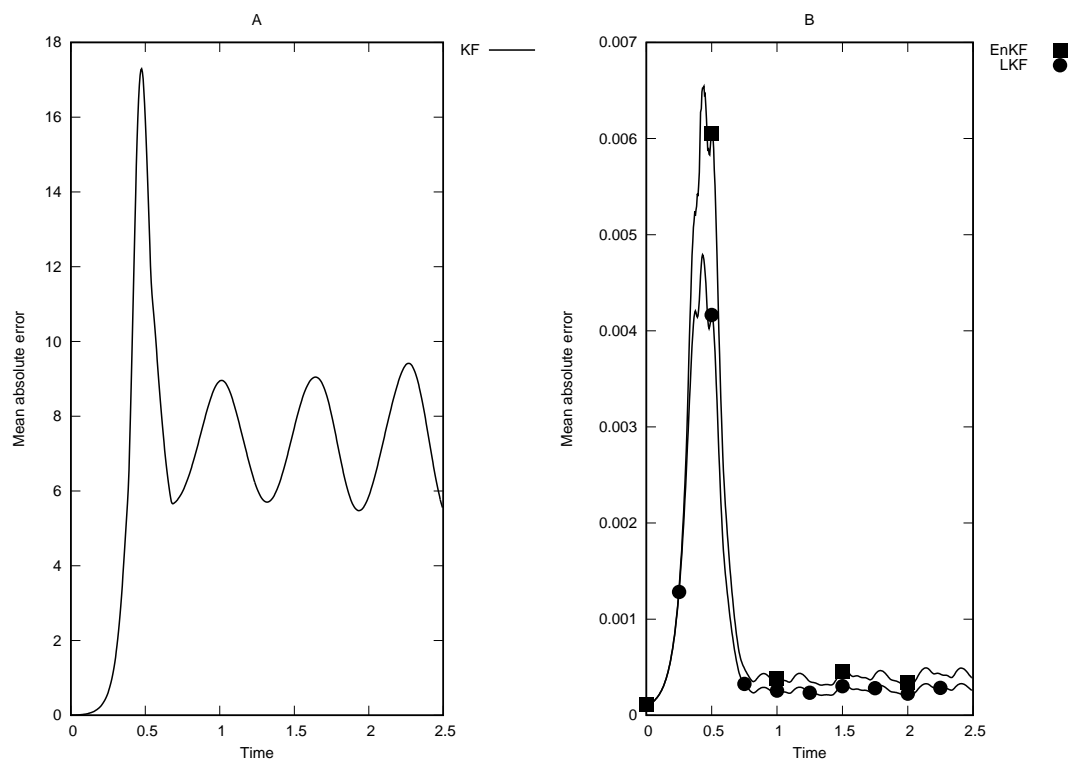 A
Mean absolute error
18
16
14
12
10
8
6
4
2
0
0 0.5 1 1.5 2 2.5
Time
KF
B
Mean absolute error
0.007
0.006
0.005
0.004
0.003
0.002
0.001
0
0 0.5 1 1.5 2 2.5
Time
EnKF
LKF